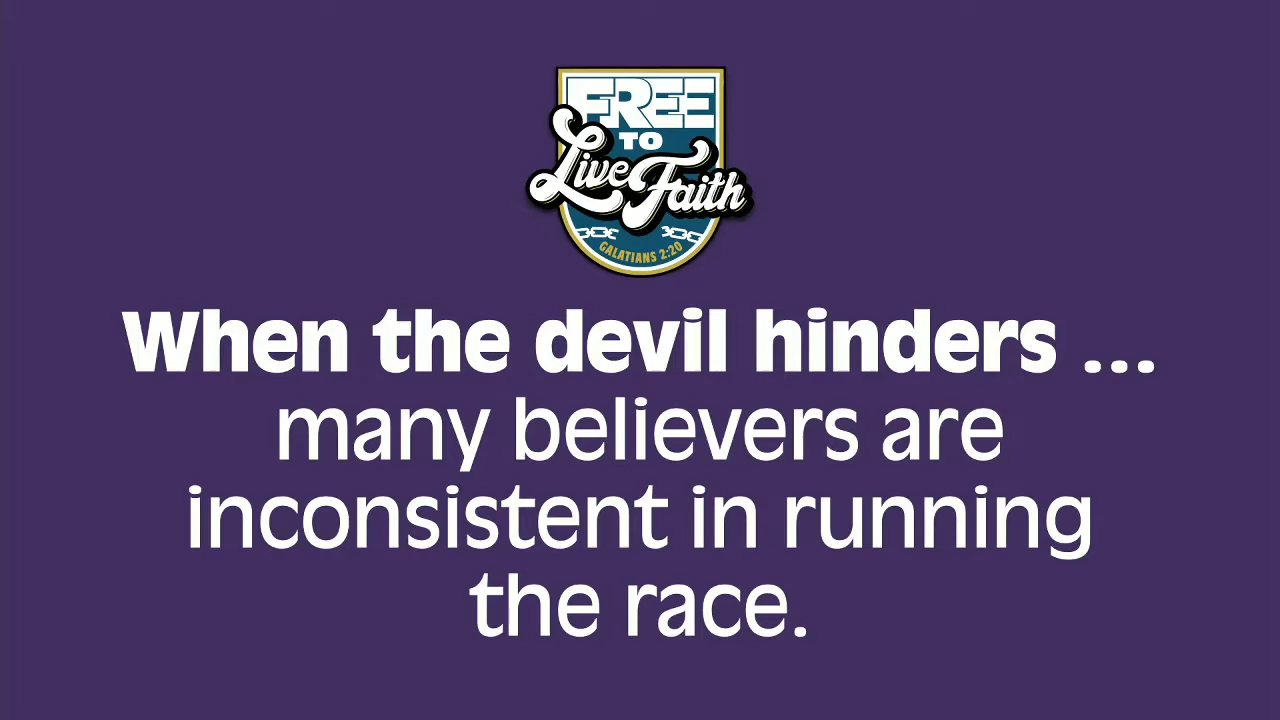 FREE
TO
Live Faith
GALATIANS 2:20
When the devil hinders ...
many believers are
inconsistent in running
the race.